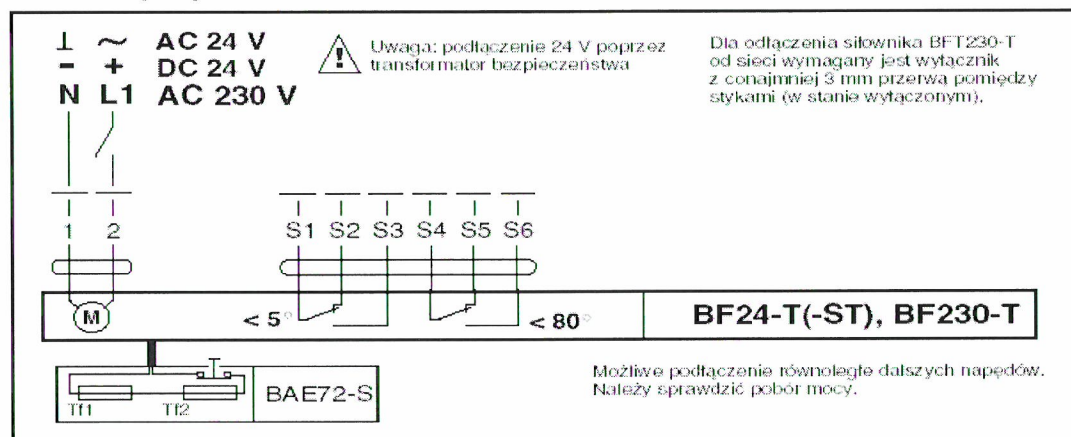 ⊥ ~ AC 24 V
- + DC 24 V
N L1 AC 230 V
Uwaga: podłączenie 24 V poprzez
transformator bezpieczeństwa
Dla odłączenia siłownika BFT230-T
od sieci wymagany jest wyłącznik
z conajmniej 3 mm przerwą pomiędzy
stykami (w stanie wyłączonym).
1 2 S1 S2 S3 S4 S5 S6
M < 5° < 80° BF24-T(-ST), BF230-T
Tf1 Tf2 BAE72-S
Możliwe podłączenie równoległe dalszych napędów.
Należy sprawdzić pobór mocy.